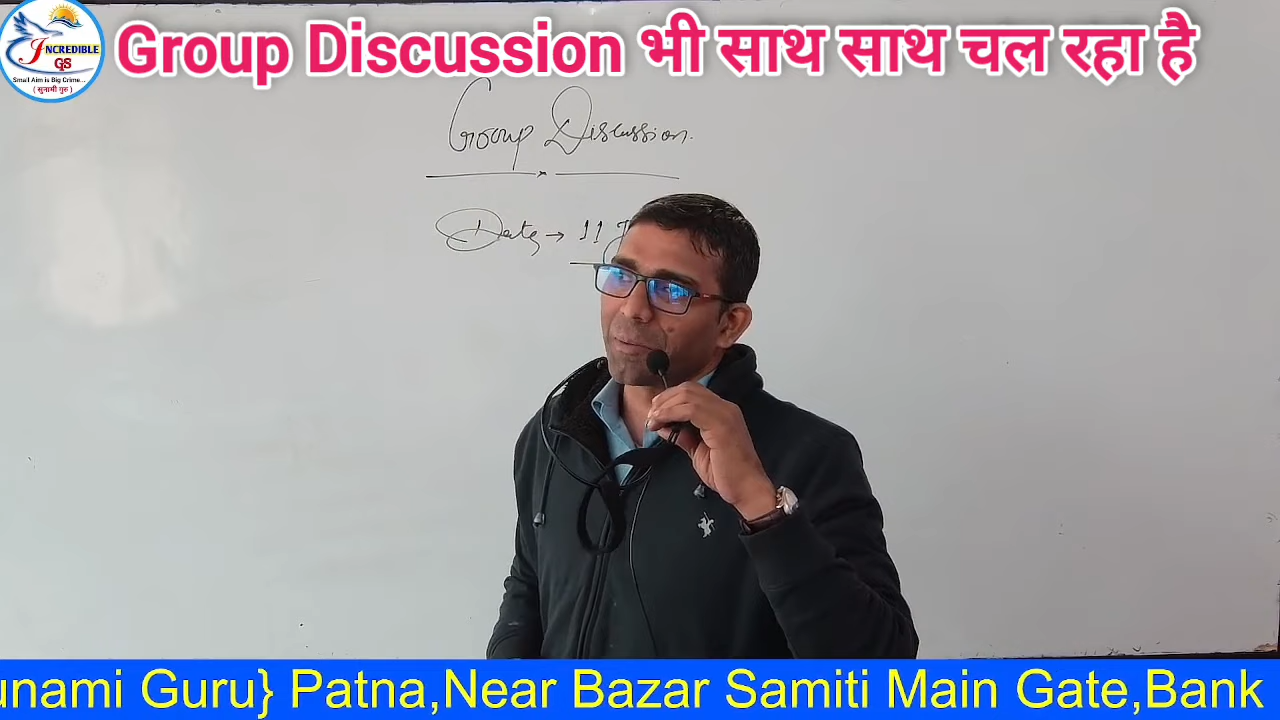 Group Discussion भी साथ साथ चल रहा है
INCREDIBLE
GS
Small Aim is Big Crime...
( सुनामी गुरु )
Group Discussion.
Date → 11
unami Guru} Patna,Near Bazar Samiti Main Gate,Bank